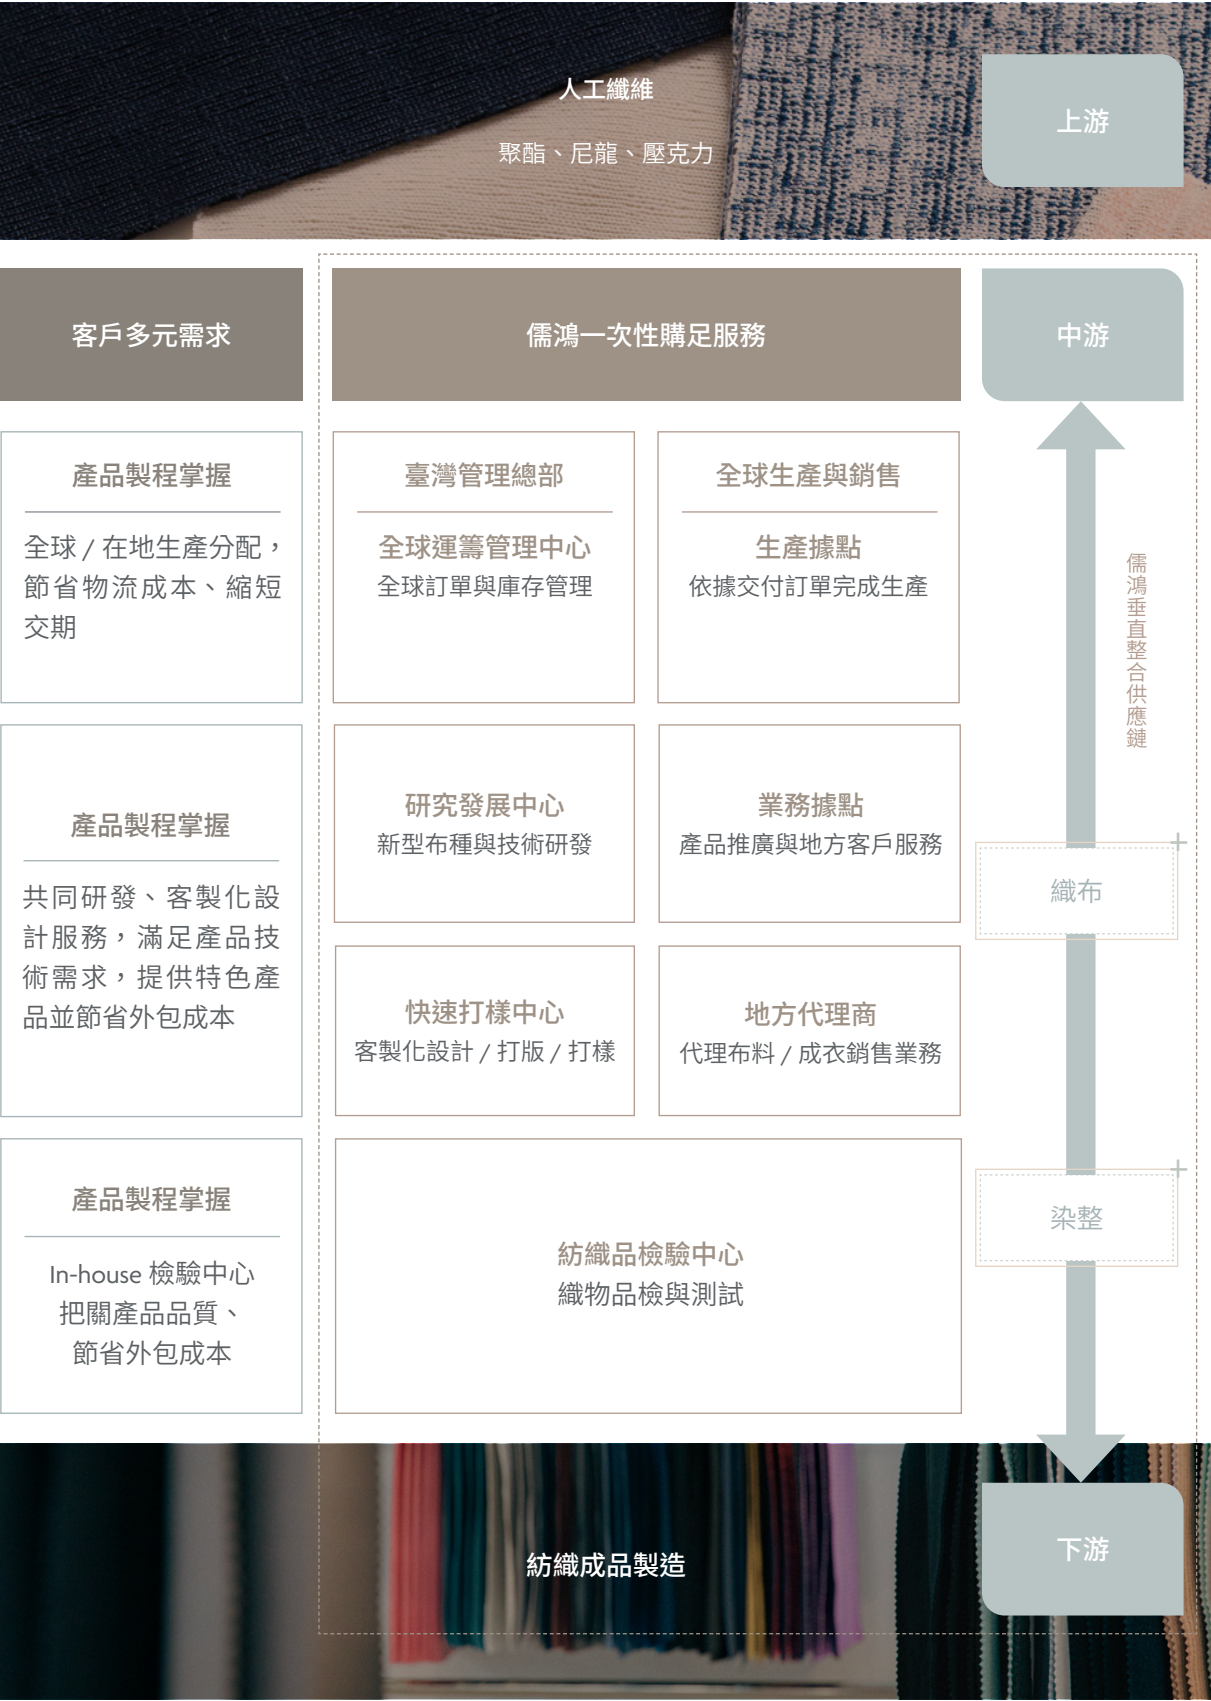 人工纖維
聚酯、尼龍、壓克力
上游
客戶多元需求
儒鴻一次性購足服務
中游
產品製程掌握
全球 / 在地生產分配，
節省物流成本、縮短
交期
臺灣管理總部
全球運籌管理中心
全球訂單與庫存管理
全球生產與銷售
生產據點
依據交付訂單完成生產
儒鴻垂直整合供應鏈
產品製程掌握
共同研發、客製化設
計服務，滿足產品技
術需求，提供特色產
品並節省外包成本
研究發展中心
新型布種與技術研發
業務據點
產品推廣與地方客戶服務
織布
快速打樣中心
客製化設計 / 打版 / 打樣
地方代理商
代理布料 / 成衣銷售業務
產品製程掌握
In-house 檢驗中心
把關產品品質、
節省外包成本
紡織品檢驗中心
織物品檢與測試
染整
紡織成品製造
下游